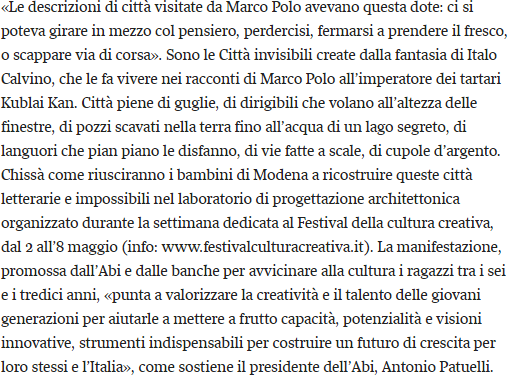 «Le descrizioni di città visitate da Marco Polo avevano questa dote: ci si
poteva girare in mezzo col pensiero, perdercisi, fermarsi a prendere il fresco,
o scappare via di corsa». Sono le Città invisibili create dalla fantasia di Italo
Calvino, che le fa vivere nei racconti di Marco Polo all’imperatore dei tartari
Kublai Kan. Città piene di guglie, di dirigibili che volano all’altezza delle
finestre, di pozzi scavati nella terra fino all’acqua di un lago segreto, di
languori che pian piano le disfanno, di vie fatte a scale, di cupole d’argento.
Chissà come riusciranno i bambini di Modena a ricostruire queste città
letterarie e impossibili nel laboratorio di progettazione architettonica
organizzato durante la settimana dedicata al Festival della cultura creativa,
dal 2 all’8 maggio (info: www.festivalculturacreativa.it). La manifestazione,
promossa dall’Abi e dalle banche per avvicinare alla cultura i ragazzi tra i sei
e i tredici anni, «punta a valorizzare la creatività e il talento delle giovani
generazioni per aiutarle a mettere a frutto capacità, potenzialità e visioni
innovative, strumenti indispensabili per costruire un futuro di crescita per
loro stessi e l’Italia», come sostiene il presidente dell’Abi, Antonio Patuelli.